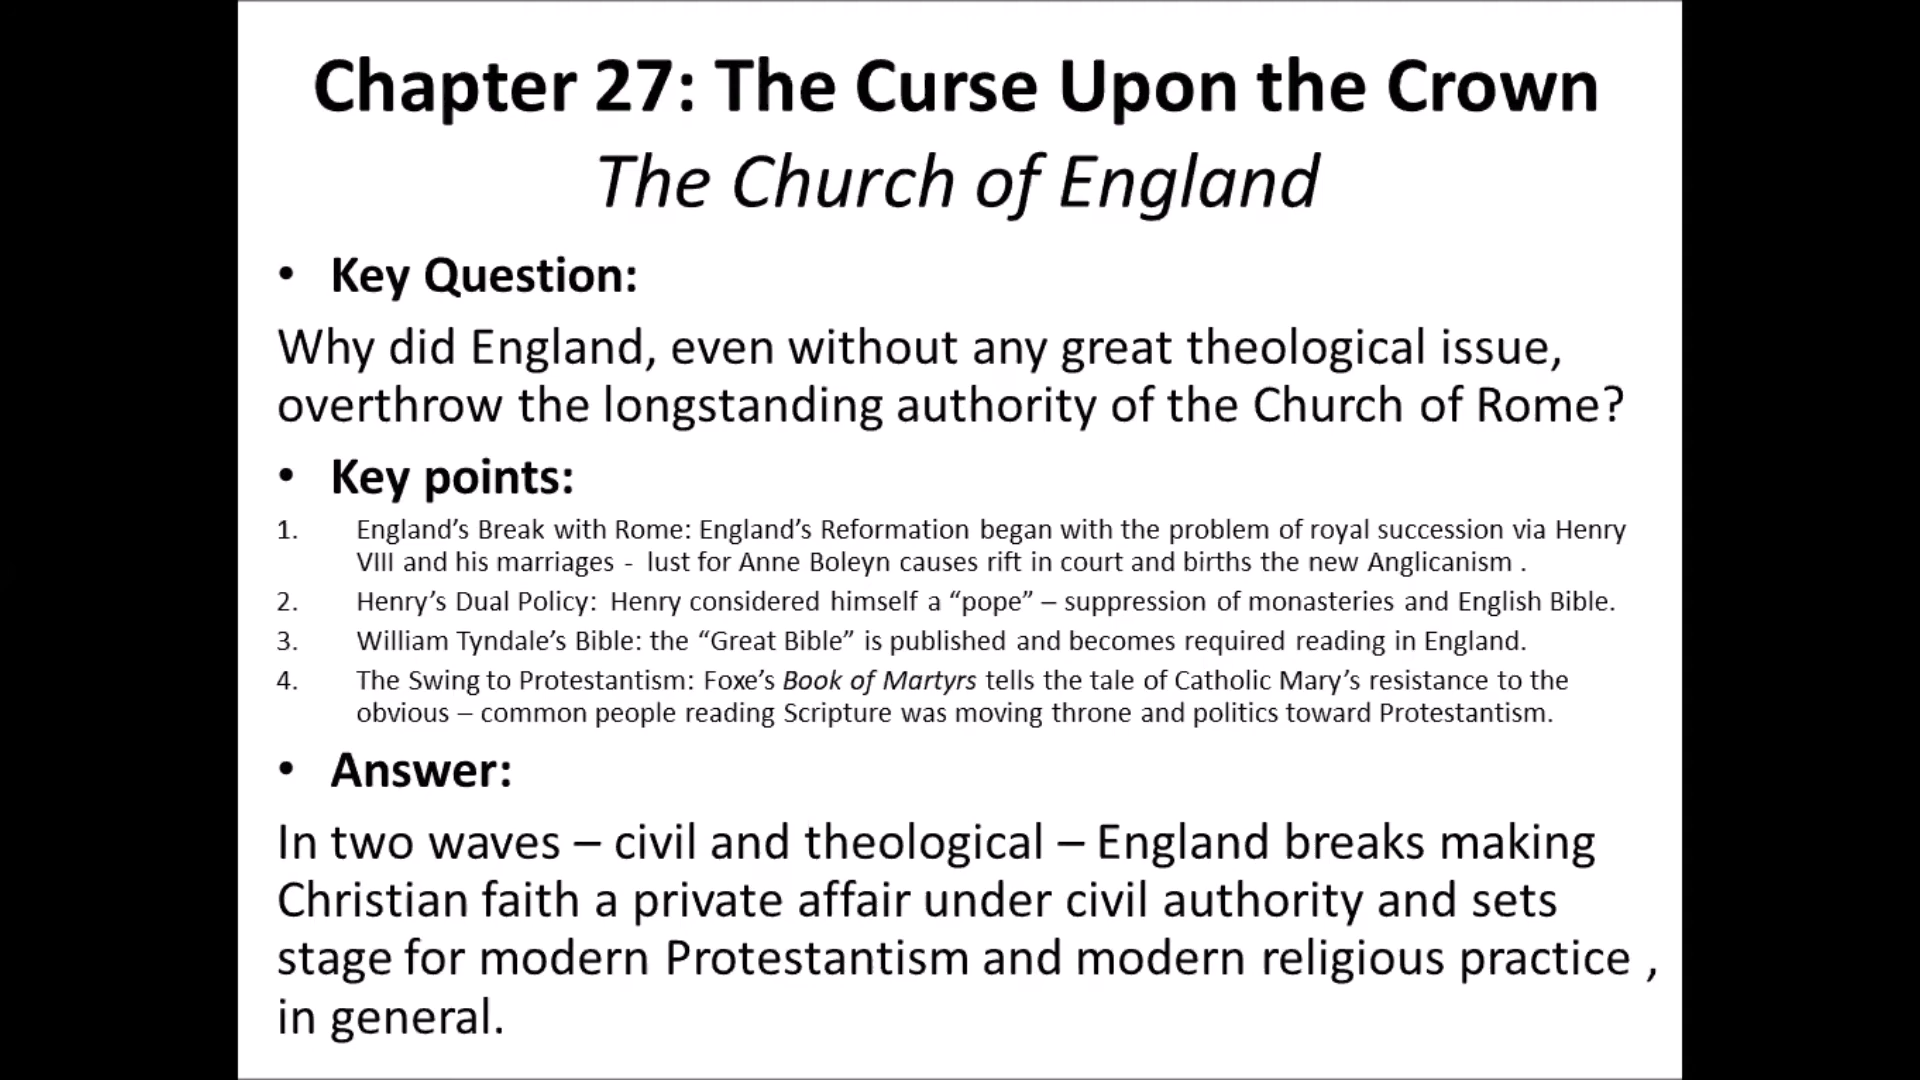 Chapter 27: The Curse Upon the Crown
The Church of England
• Key Question:
Why did England, even without any great theological issue,
overthrow the longstanding authority of the Church of Rome?
• Key points:
1. England’s Break with Rome: England’s Reformation began with the problem of royal succession via Henry
VIII and his marriages - lust for Anne Boleyn causes rift in court and births the new Anglicanism .
2. Henry’s Dual Policy: Henry considered himself a “pope” – suppression of monasteries and English Bible.
3. William Tyndale’s Bible: the “Great Bible” is published and becomes required reading in England.
4. The Swing to Protestantism: Foxe’s Book of Martyrs tells the tale of Catholic Mary’s resistance to the
obvious – common people reading Scripture was moving throne and politics toward Protestantism.
• Answer:
In two waves – civil and theological – England breaks making
Christian faith a private affair under civil authority and sets
stage for modern Protestantism and modern religious practice ,
in general.